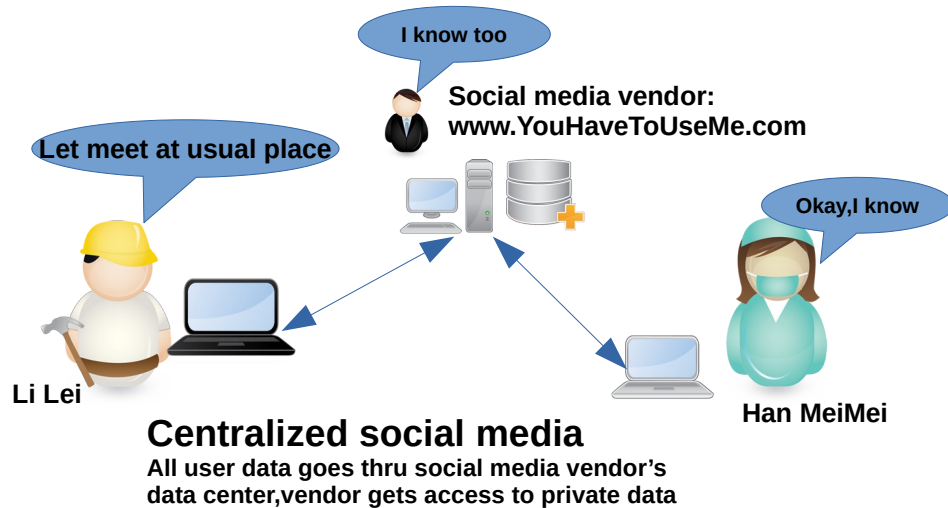 I know too
Social media vendor:
www.YouHaveToUseMe.com
Let meet at usual place
Okay,I know
Li Lei
Han MeiMei
Centralized social media
All user data goes thru social media vendor’s
data center,vendor gets access to private data